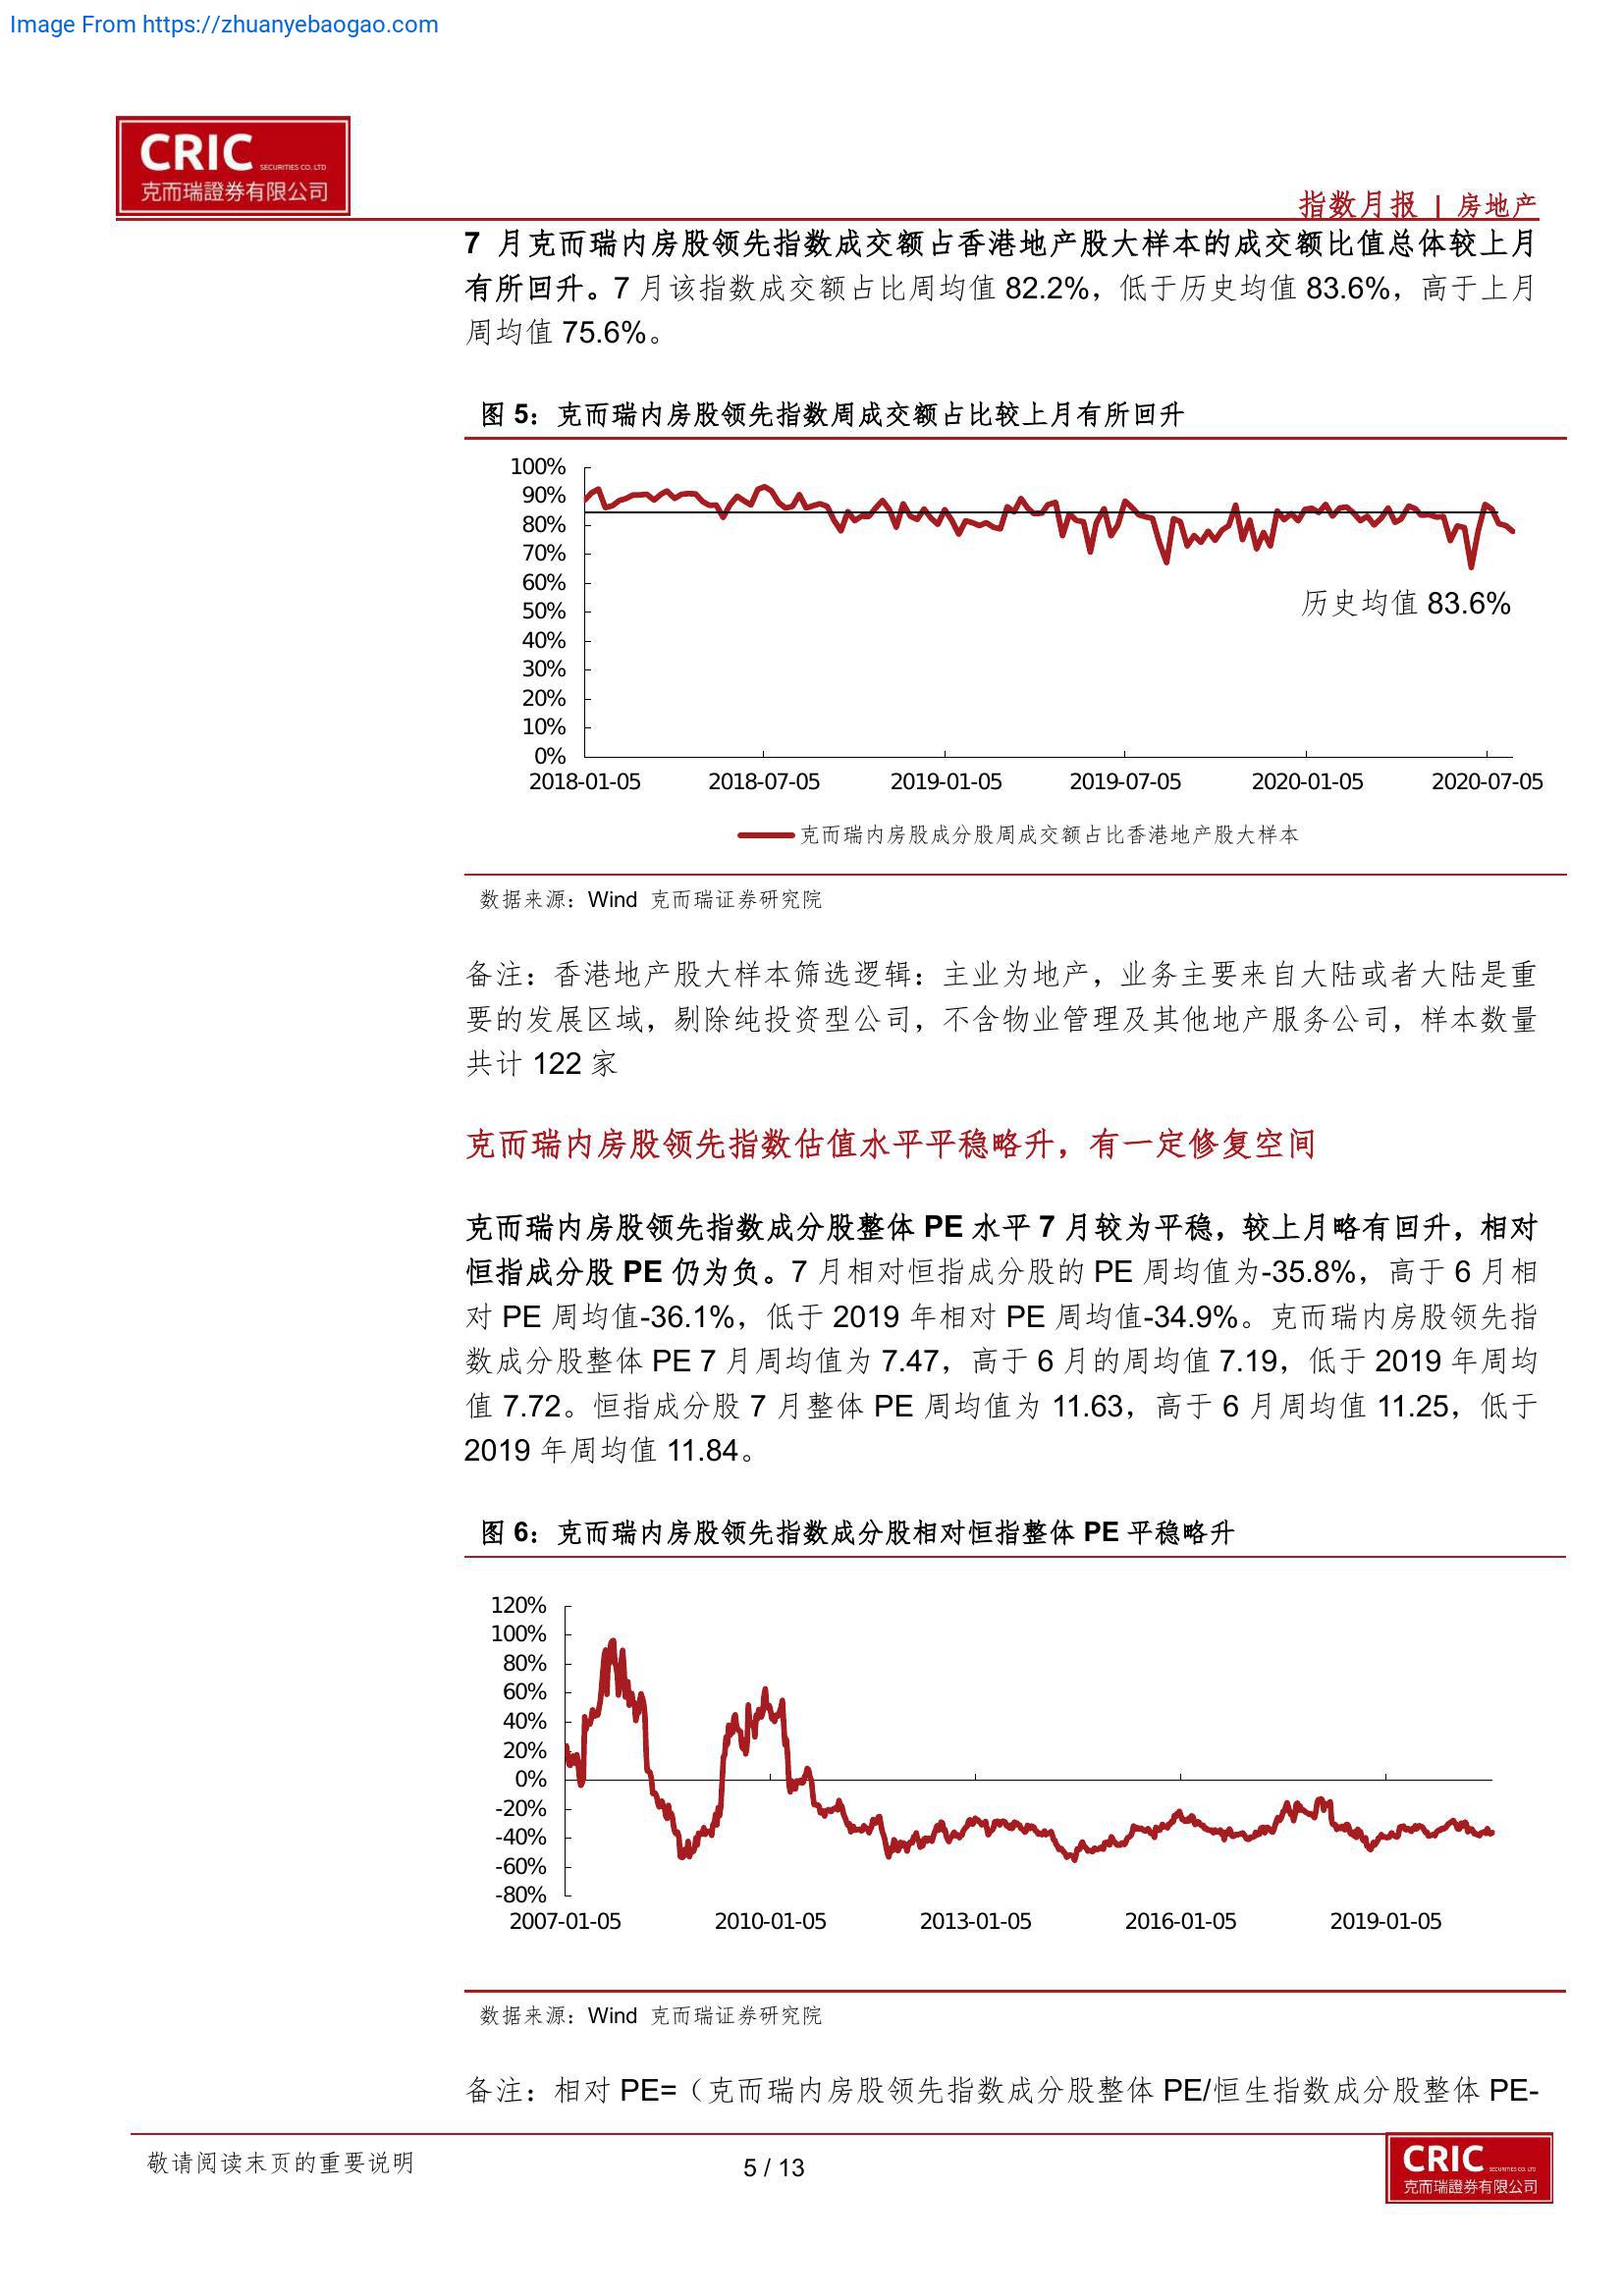 Image From https://zhuanyebaogao.com
CRIC SECURITIES CO. LTD
克而瑞證券有限公司
指数月报 | 房地产
7 月克而瑞内房股领先指数成交额占香港地产股大样本的成交额比值总体较上月
有所回升。7 月该指数成交额占比周均值 82.2%，低于历史均值 83.6%，高于上月
周均值 75.6%。
图 5：克而瑞内房股领先指数周成交额占比较上月有所回升
100%
90%
80%
70%
60%
50%
40%
30%
20%
10%
0%
历史均值 83.6%
2018-01-05 2018-07-05 2019-01-05 2019-07-05 2020-01-05 2020-07-05
克而瑞内房股成分股周成交额占比香港地产股大样本
数据来源：Wind 克而瑞证券研究院
备注：香港地产股大样本筛选逻辑：主业为地产，业务主要来自大陆或者大陆是重
要的发展区域，剔除纯投资型公司，不含物业管理及其他地产服务公司，样本数量
共计 122 家
克而瑞内房股领先指数估值水平平稳略升，有一定修复空间
克而瑞内房股领先指数成分股整体 PE 水平 7 月较为平稳，较上月略有回升，相对
恒指成分股 PE 仍为负。7 月相对恒指成分股的 PE 周均值为-35.8%，高于 6 月相
对 PE 周均值-36.1%，低于 2019 年相对 PE 周均值-34.9%。克而瑞内房股领先指
数成分股整体 PE 7 月周均值为 7.47，高于 6 月的周均值 7.19，低于 2019 年周均
值 7.72。恒指成分股 7 月整体 PE 周均值为 11.63，高于 6 月周均值 11.25，低于
2019 年周均值 11.84。
图 6：克而瑞内房股领先指数成分股相对恒指整体 PE 平稳略升
120%
100%
80%
60%
40%
20%
0%
-20%
-40%
-60%
-80%
2007-01-05 2010-01-05 2013-01-05 2016-01-05 2019-01-05
数据来源：Wind 克而瑞证券研究院
备注：相对 PE=（克而瑞内房股领先指数成分股整体 PE/恒生指数成分股整体 PE-
敬请阅读末页的重要说明
5 / 13
CRIC SECURITIES CO. LTD
克而瑞證券有限公司